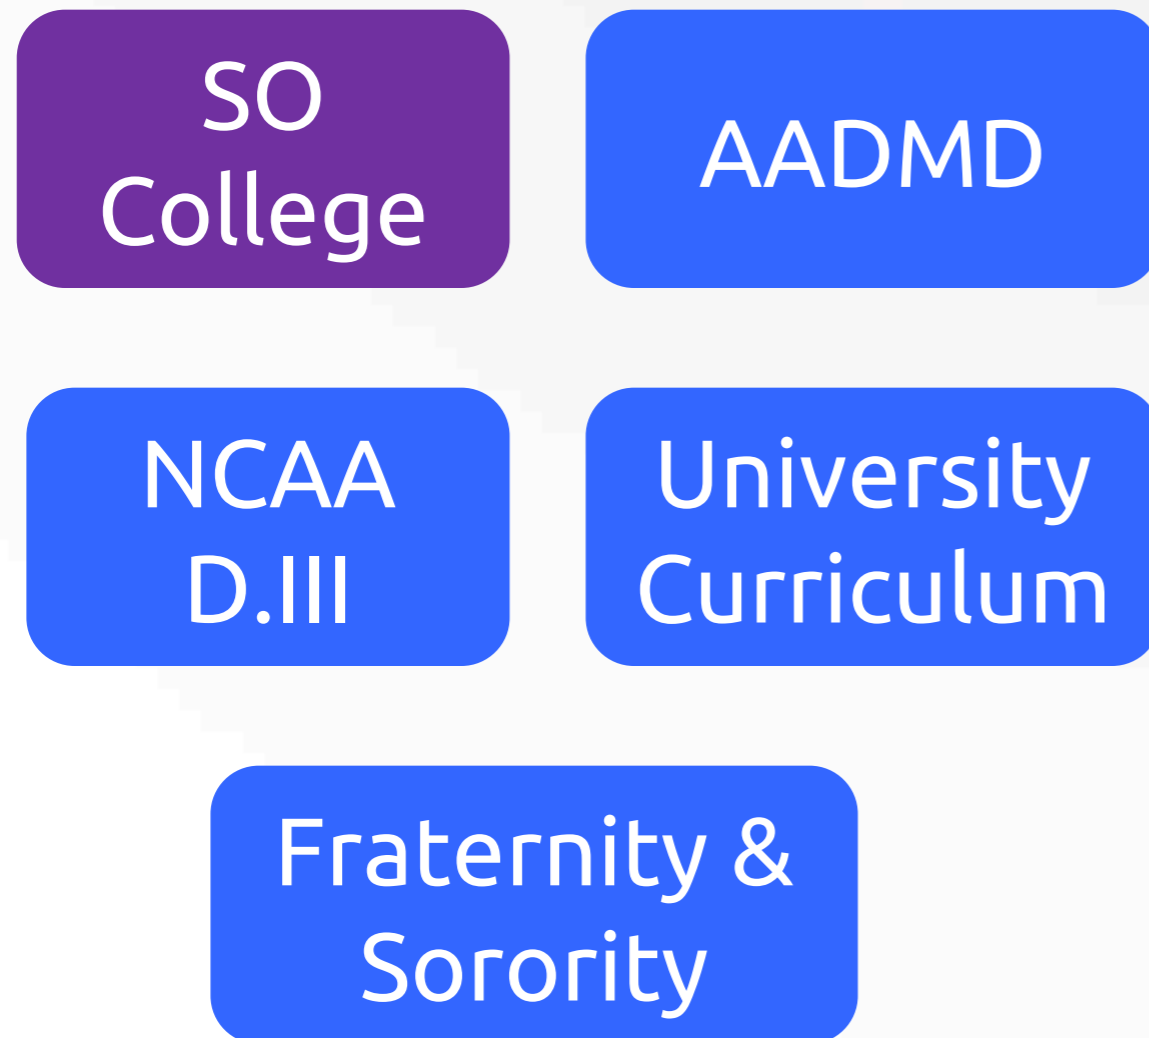 SO
College
AADMD
NCAA
D.III
University
Curriculum
Fraternity &
Sorority